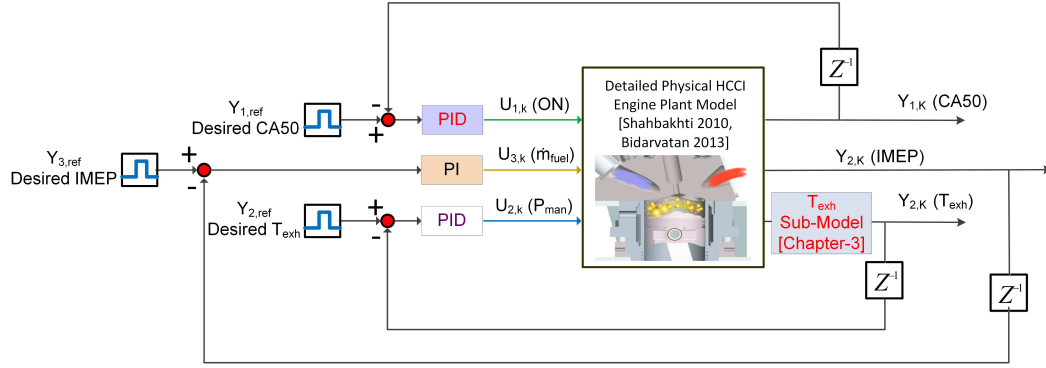 Z⁻¹
Detailed Physical HCCI
Engine Plant Model
[Shahbakhti 2010,
Bidarvatan 2013]
Y1,ref
Desired CA50
-
+
PID
U1,k (ON)
Y1,K (CA50)
Y3,ref
Desired IMEP
+
-
PI
U3,k (ṁfuel)
Y2,K (IMEP)
Y2,ref
Desired Texh
+
-
PID
U2,k (Pman)
Texh
Sub-Model
[Chapter-3]
Y2,K (Texh)
Z⁻¹
Z⁻¹